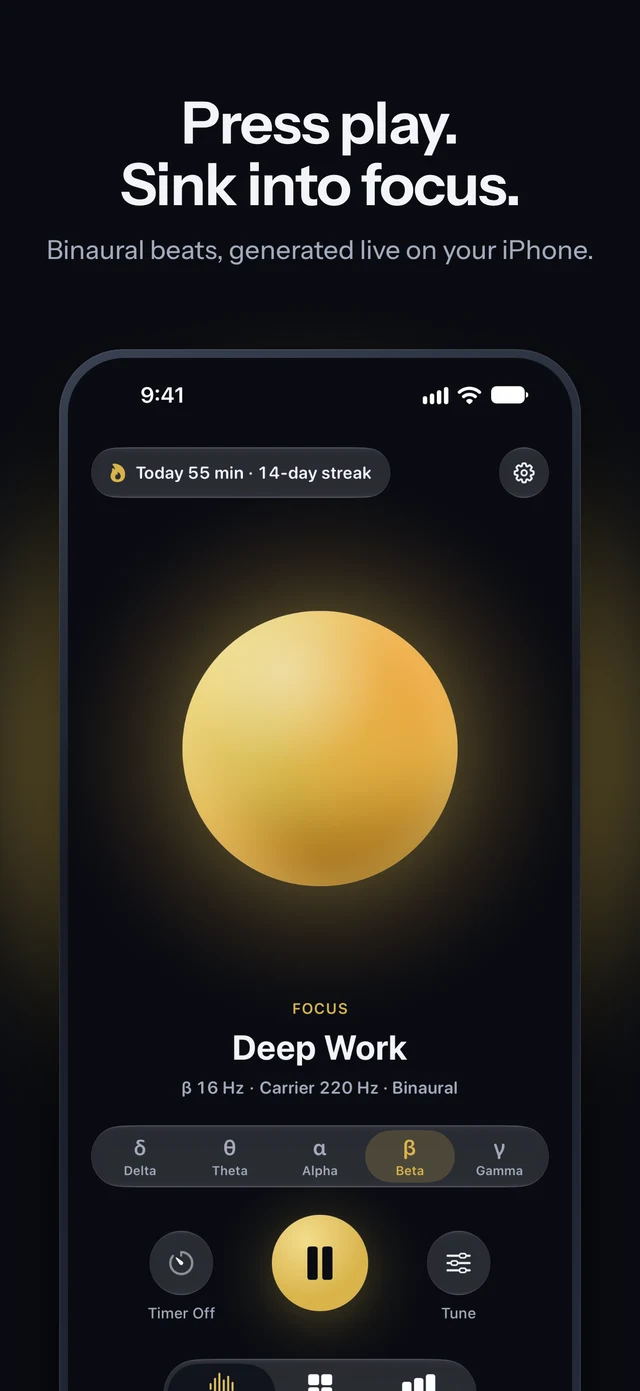 Press play.
Sink into focus.
Binaural beats, generated live on your iPhone.
9:41
Today 55 min · 14-day streak
FOCUS
Deep Work
β 16 Hz · Carrier 220 Hz · Binaural
δ θ α β γ
Delta Theta Alpha Beta Gamma
Timer Off Tune